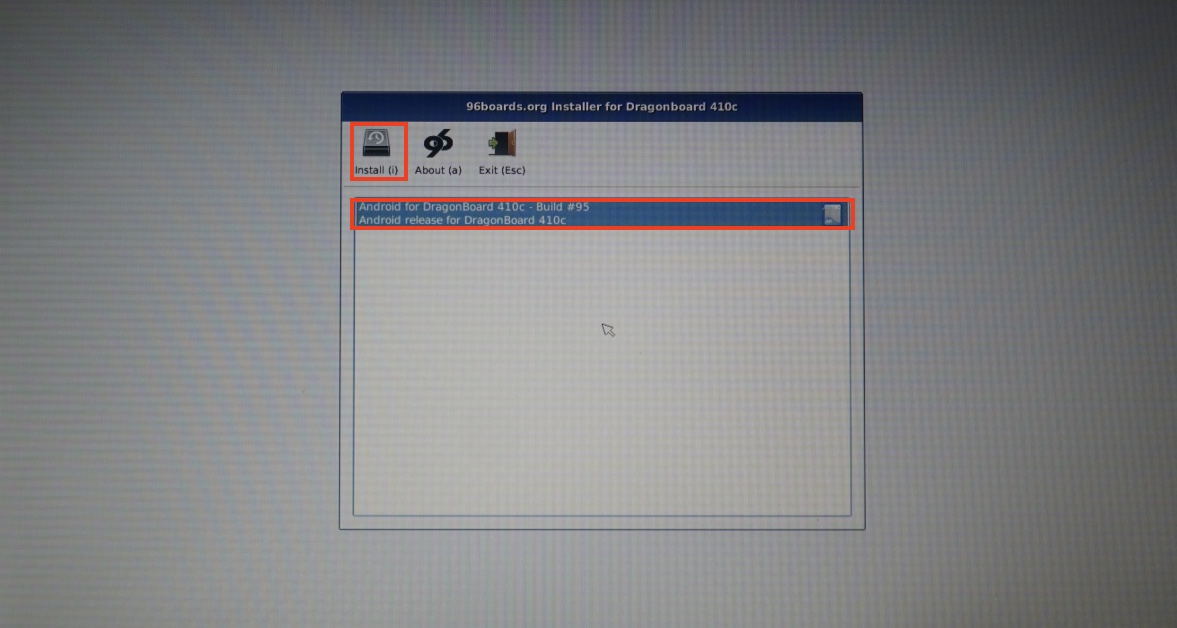 96boards.org Installer for Dragonboard 410c
96
Install (i) About (a) Exit (Esc)
Android for DragonBoard 410c - Build #95
Android release for DragonBoard 410c